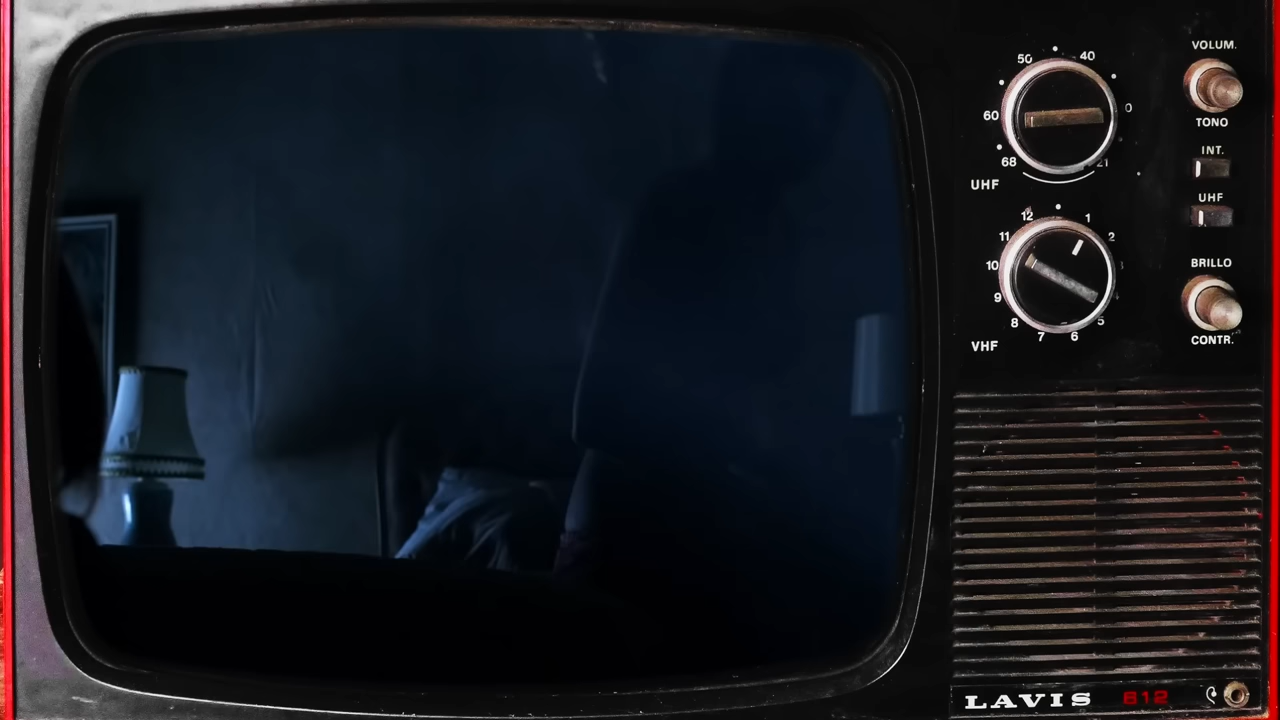 VOLUM.
50 40
60 0
TONO
68 21
INT.
UHF
UHF
12 1
11 2
10
BRILLO
9
8 5
7 6
CONTR.
VHF
LAVIS 612